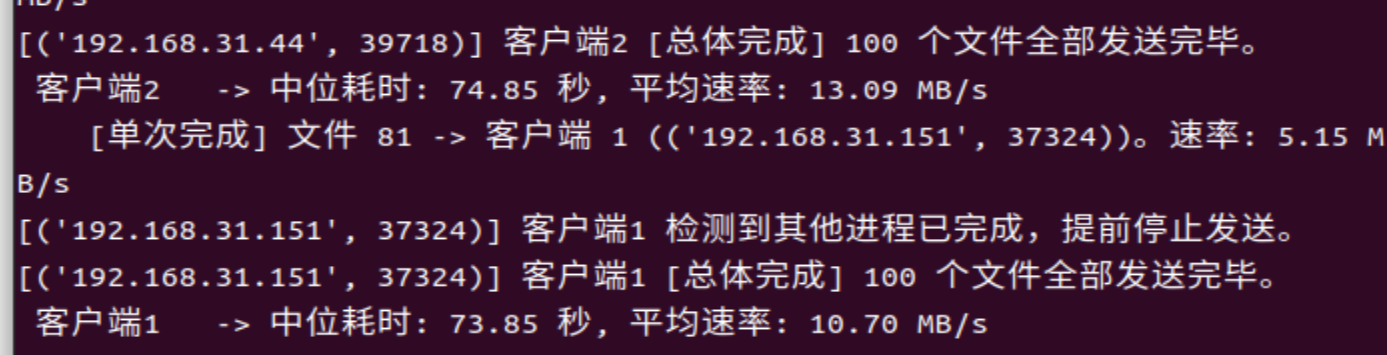 MB/s
[('192.168.31.44', 39718)] 客户端2 [总体完成] 100 个文件全部发送完毕。
客户端2   -> 中位耗时: 74.85 秒, 平均速率: 13.09 MB/s
[单次完成] 文件 81 -> 客户端 1 (('192.168.31.151', 37324))。速率: 5.15 M
B/s
[('192.168.31.151', 37324)] 客户端1 检测到其他进程已完成，提前停止发送。
[('192.168.31.151', 37324)] 客户端1 [总体完成] 100 个文件全部发送完毕。
客户端1   -> 中位耗时: 73.85 秒, 平均速率: 10.70 MB/s